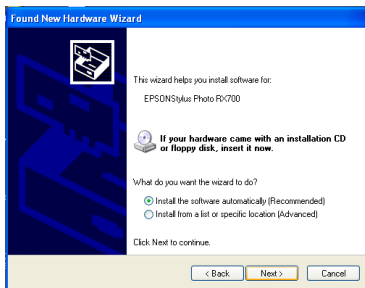 Found New Hardware Wizard
This wizard helps you install software for:
EPSONStylus Photo RX700
If your hardware came with an installation CD
or floppy disk, insert it now.
What do you want the wizard to do?
Install the software automatically (Recommended)
Install from a list or specific location (Advanced)
Click Next to continue.
< Back Next > Cancel